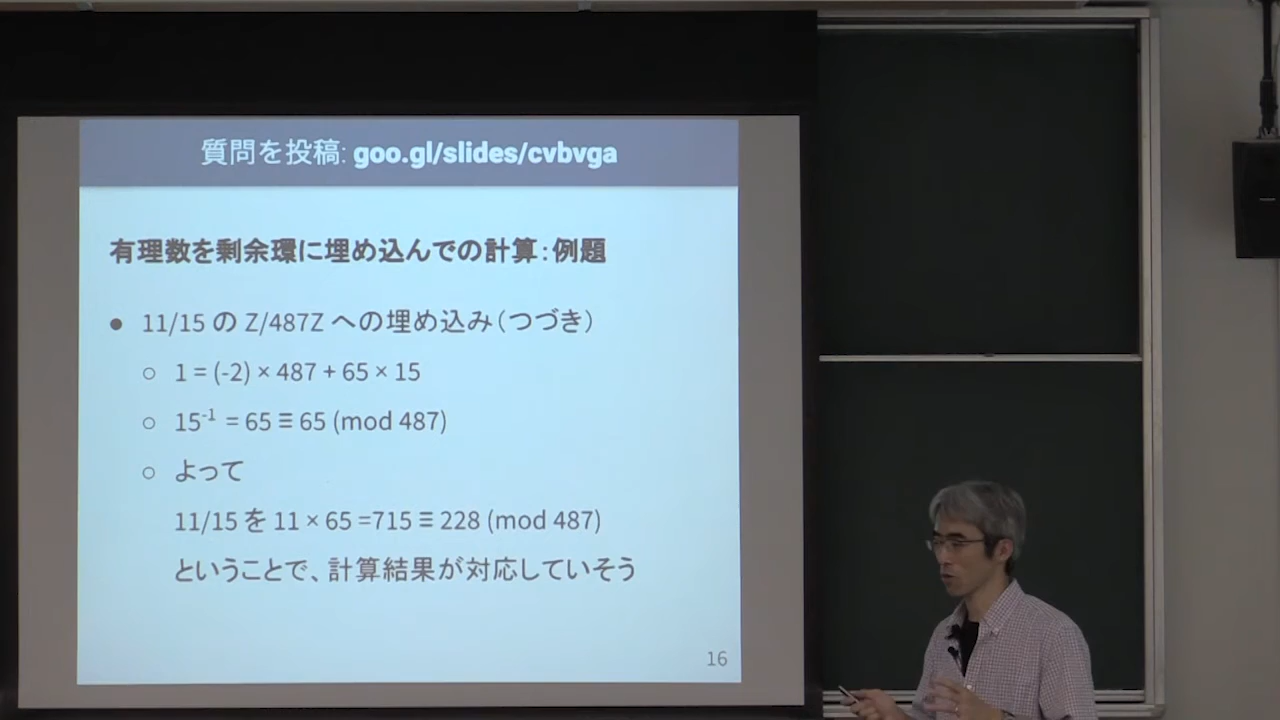 質問を投稿: goo.gl/slides/cvbvga
有理数を剰余環に埋め込んでの計算：例題
● 11/15 の Z/487Z への埋め込み（つづき）
○ 1 = (-2) × 487 + 65 × 15
○ 15⁻¹ = 65 ≡ 65 (mod 487)
○ よって
11/15 を 11 × 65 =715 ≡ 228 (mod 487)
ということで、計算結果が対応していそう
16